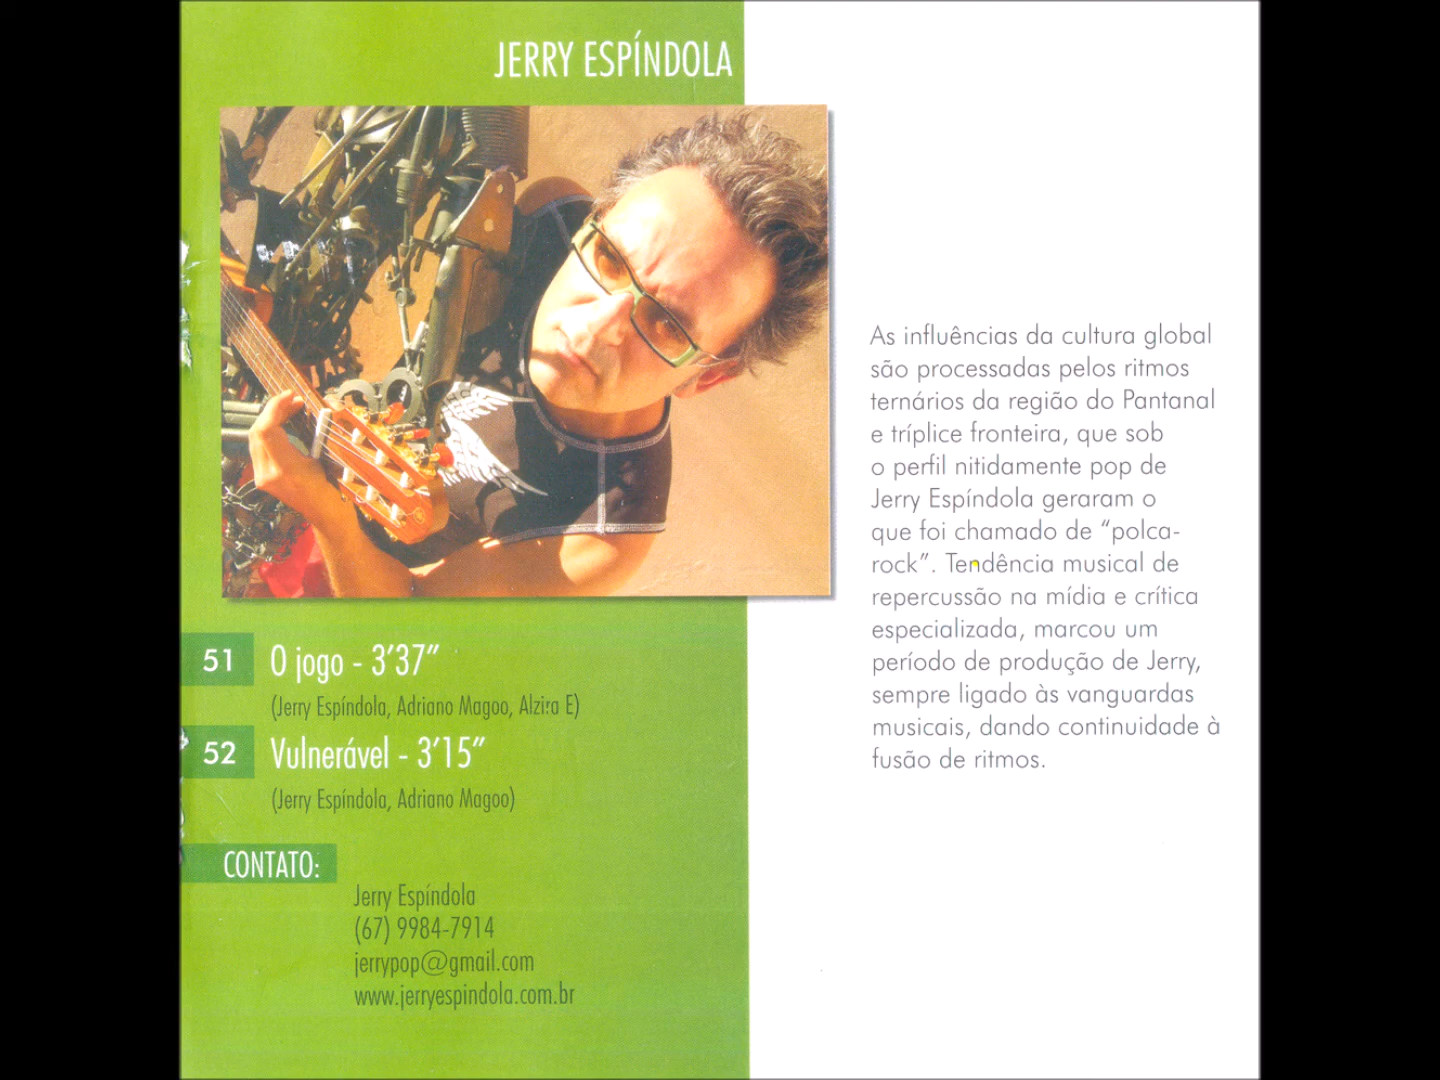 JERRY ESPÍNDOLA
51 O jogo - 3'37"
(Jerry Espíndola, Adriano Magoo, Alzira E)
52 Vulnerável - 3'15"
(Jerry Espíndola, Adriano Magoo)
CONTATO:
Jerry Espíndola
(67) 9984-7914
jerrypop@gmail.com
www.jerryespindola.com.br
As influências da cultura global
são processadas pelos ritmos
ternários da região do Pantanal
e tríplice fronteira, que sob
o perfil nitidamente pop de
Jerry Espíndola geraram o
que foi chamado de “polca-
rock”. Tendência musical de
repercussão na mídia e crítica
especializada, marcou um
período de produção de Jerry,
sempre ligado às vanguardas
musicais, dando continuidade à
fusão de ritmos.